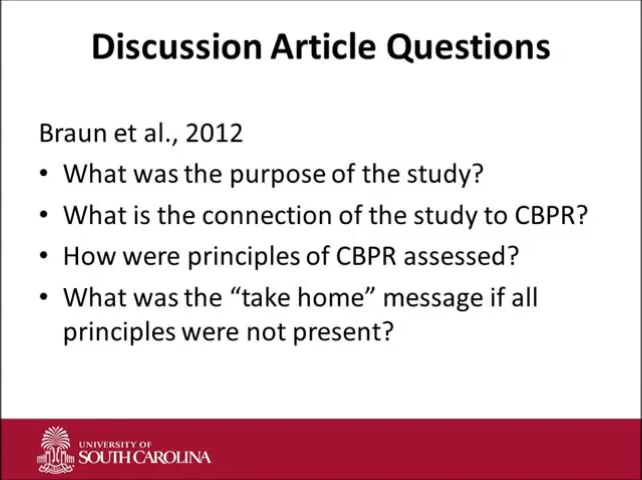 Discussion Article Questions
Braun et al., 2012
• What was the purpose of the study?
• What is the connection of the study to CBPR?
• How were principles of CBPR assessed?
• What was the “take home” message if all
principles were not present?
UNIVERSITY OF
SOUTH CAROLINA